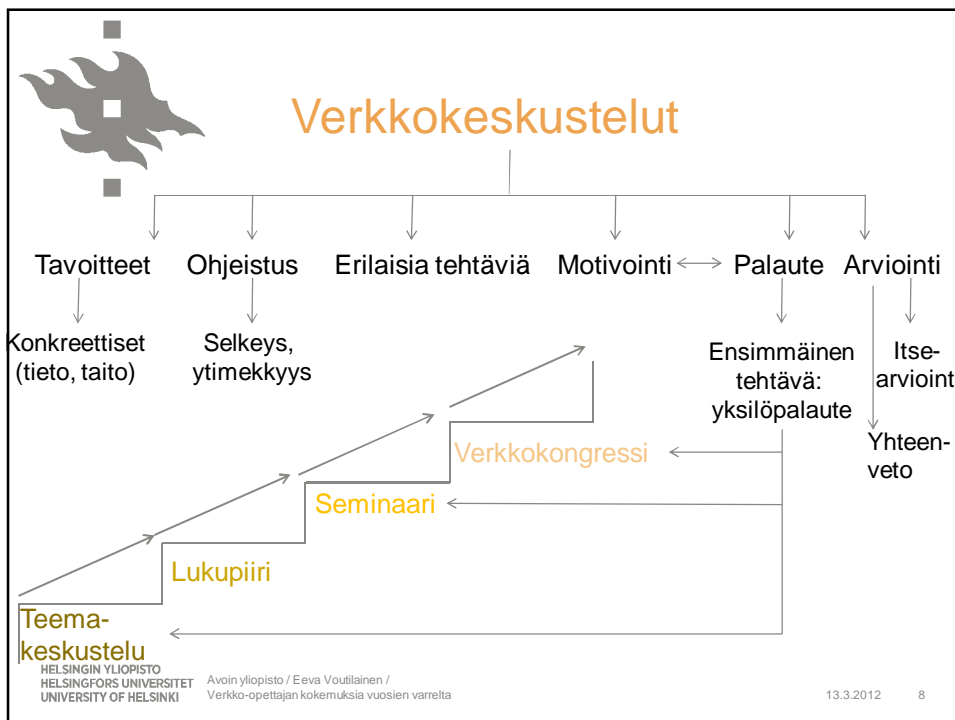 Verkkokeskustelut
Tavoitteet Ohjeistus Erilaisia tehtäviä Motivointi Palaute Arviointi
Konkreettiset
(tieto, taito)
Selkeys,
ytimekkyys
Ensimmäinen
tehtävä:
yksilöpalaute
Itse-
arvioint
Yhteen-
veto
Verkkokongressi
Seminaari
Lukupiiri
Teema-
keskustelu
HELSINGIN YLIOPISTO
HELSINGFORS UNIVERSITET
UNIVERSITY OF HELSINKI
Avoin yliopisto / Eeva Voutilainen /
Verkko-opettajan kokemuksia vuosien varrelta
13.3.2012 8